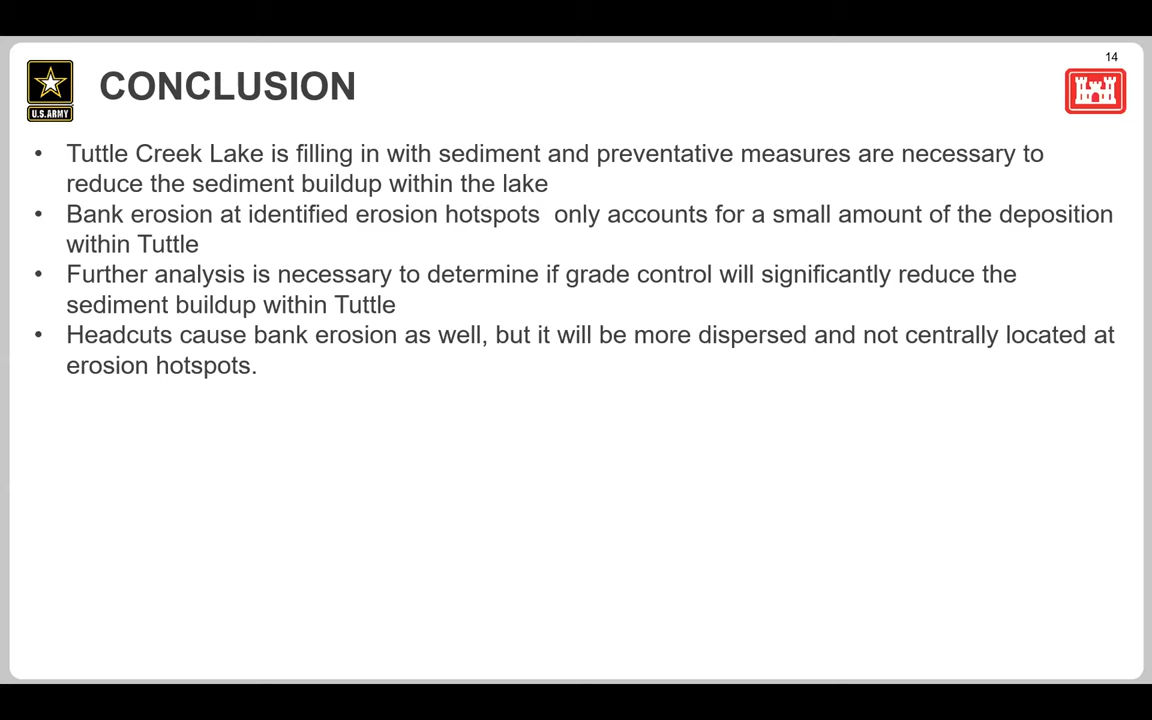 14
CONCLUSION
U.S.ARMY
• Tuttle Creek Lake is filling in with sediment and preventative measures are necessary to
reduce the sediment buildup within the lake
• Bank erosion at identified erosion hotspots  only accounts for a small amount of the deposition
within Tuttle
• Further analysis is necessary to determine if grade control will significantly reduce the
sediment buildup within Tuttle
• Headcuts cause bank erosion as well, but it will be more dispersed and not centrally located at
erosion hotspots.